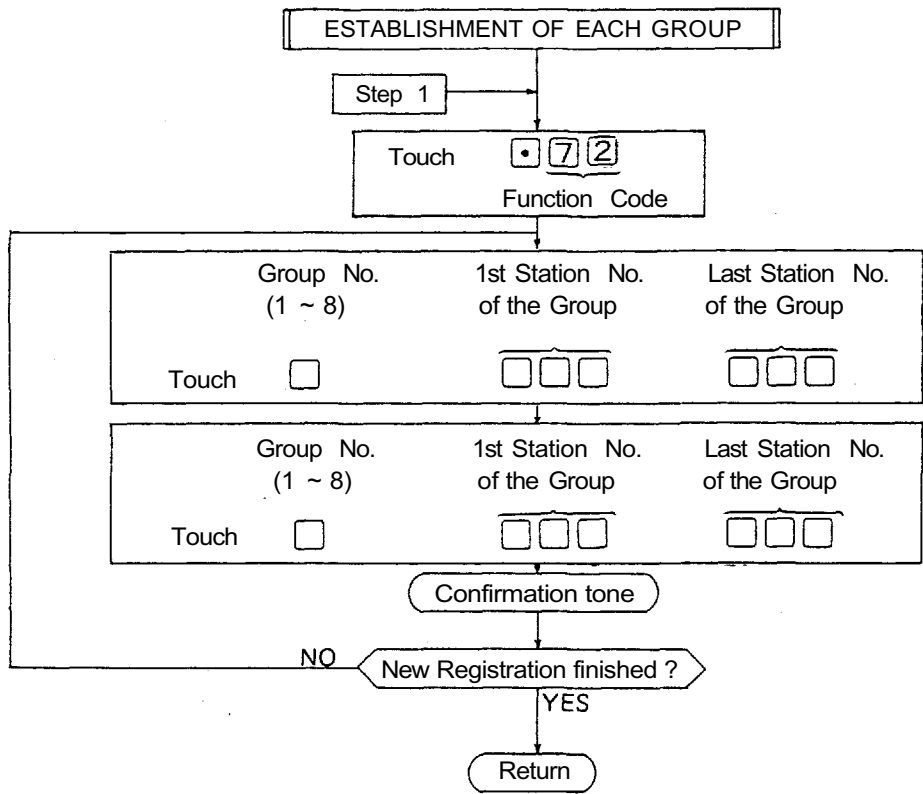 ESTABLISHMENT OF EACH GROUP
Step 1
Touch • 7 2
Function Code
Group No. 1st Station No. Last Station No.
(1 ~ 8) of the Group of the Group
Touch
Group No. 1st Station No. Last Station No.
(1 ~ 8) of the Group of the Group
Touch
Confirmation tone
NO New Registration finished ?
YES
Return